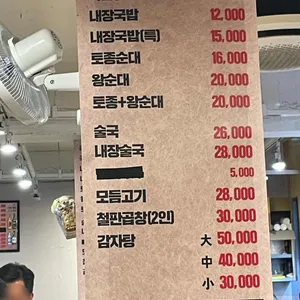 내장국밥 12,000
내장국밥(특) 15,000
토종순대 16,000
왕순대 20,000
토종+왕순대 20,000
술국 26,000
내장술국 28,000
5,000
모듬고기 28,000
철판곱창(2인) 30,000
감자탕 大 50,000
中 40,000
小 30,000